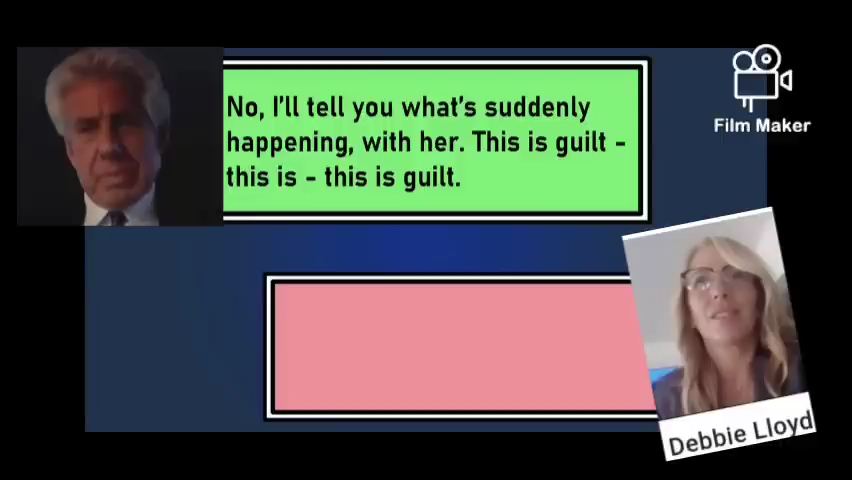 No, I'll tell you what's suddenly
happening, with her. This is guilt -
this is - this is guilt.
Film Maker
Debbie Lloyd